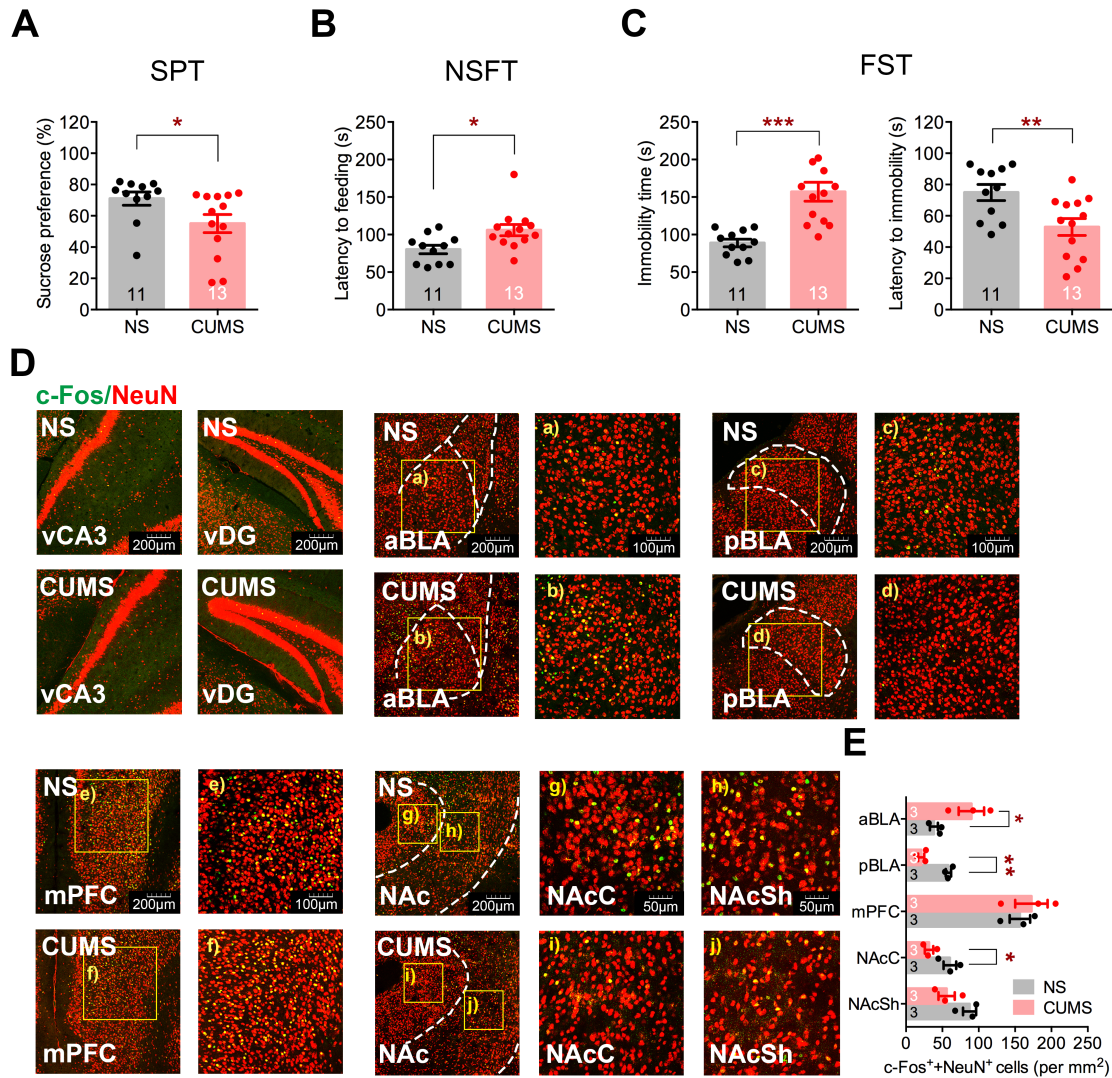 A
B
C
SPT
NSFT
FST
Sucrose preference (%)
120
100
80
60
40
20
0
*
11
13
NS
CUMS
Latency to feeding (s)
250
200
150
100
50
0
*
11
13
NS
CUMS
Immobility time (s)
250
200
150
100
50
0
***
11
13
NS
CUMS
Latency to immobility (s)
120
100
80
60
40
20
0
**
11
13
NS
CUMS
D
c-Fos/NeuN
NS
vCA3
200μm
NS
vDG
200μm
NS
a)
aBLA
200μm
a)
100μm
NS
c)
pBLA
200μm
c)
100μm
CUMS
vCA3
CUMS
vDG
CUMS
b)
aBLA
b)
CUMS
d)
pBLA
d)
NS
e)
mPFC
200μm
e)
100μm
NS
g)
h)
NAc
200μm
g)
NAcC
50μm
h)
NAcSh
50μm
CUMS
f)
mPFC
f)
CUMS
i)
j)
NAc
i)
NAcC
j)
NAcSh
E
aBLA
3
3
*
pBLA
3
3
**
mPFC
3
3
NAcC
3
3
*
NAcSh
3
3
NS
CUMS
0 50 100 150 200 250
c-Fos⁺+NeuN⁺ cells (per mm²)